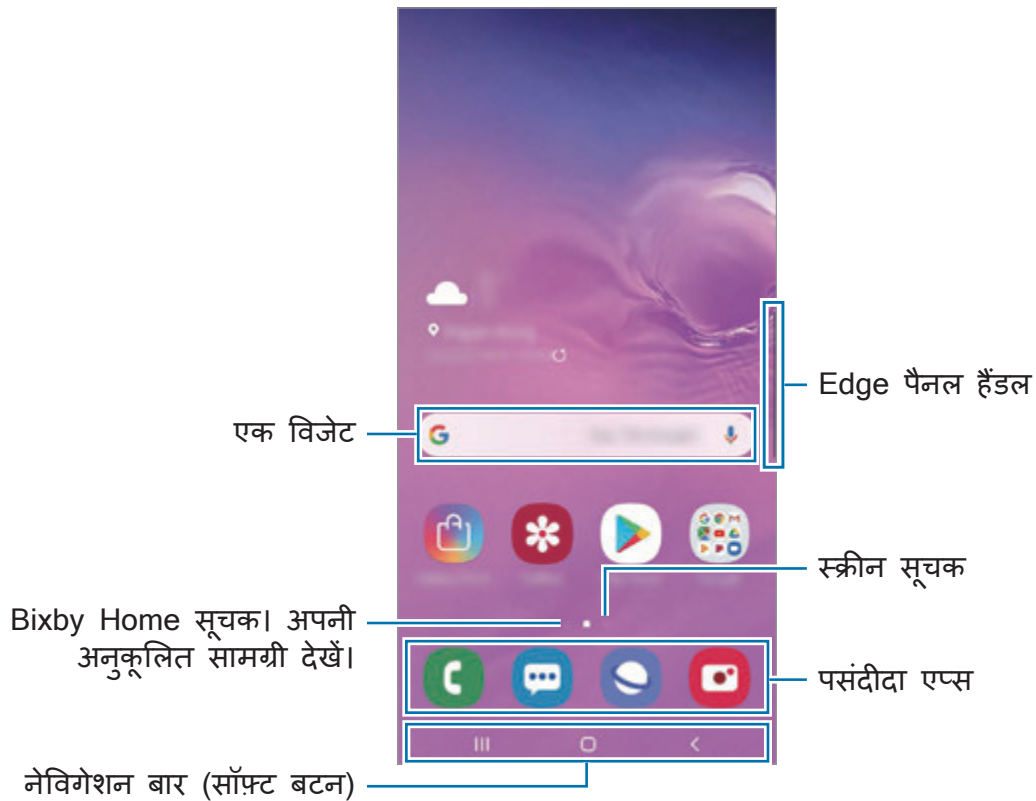 Edge पैनल हैंडल
एक विजेट
स्क्रीन सूचक
Bixby Home सूचक। अपनी
अनुकूलित सामग्री देखें।
पसंदीदा एप्स
नेविगेशन बार (सॉफ़्ट बटन)